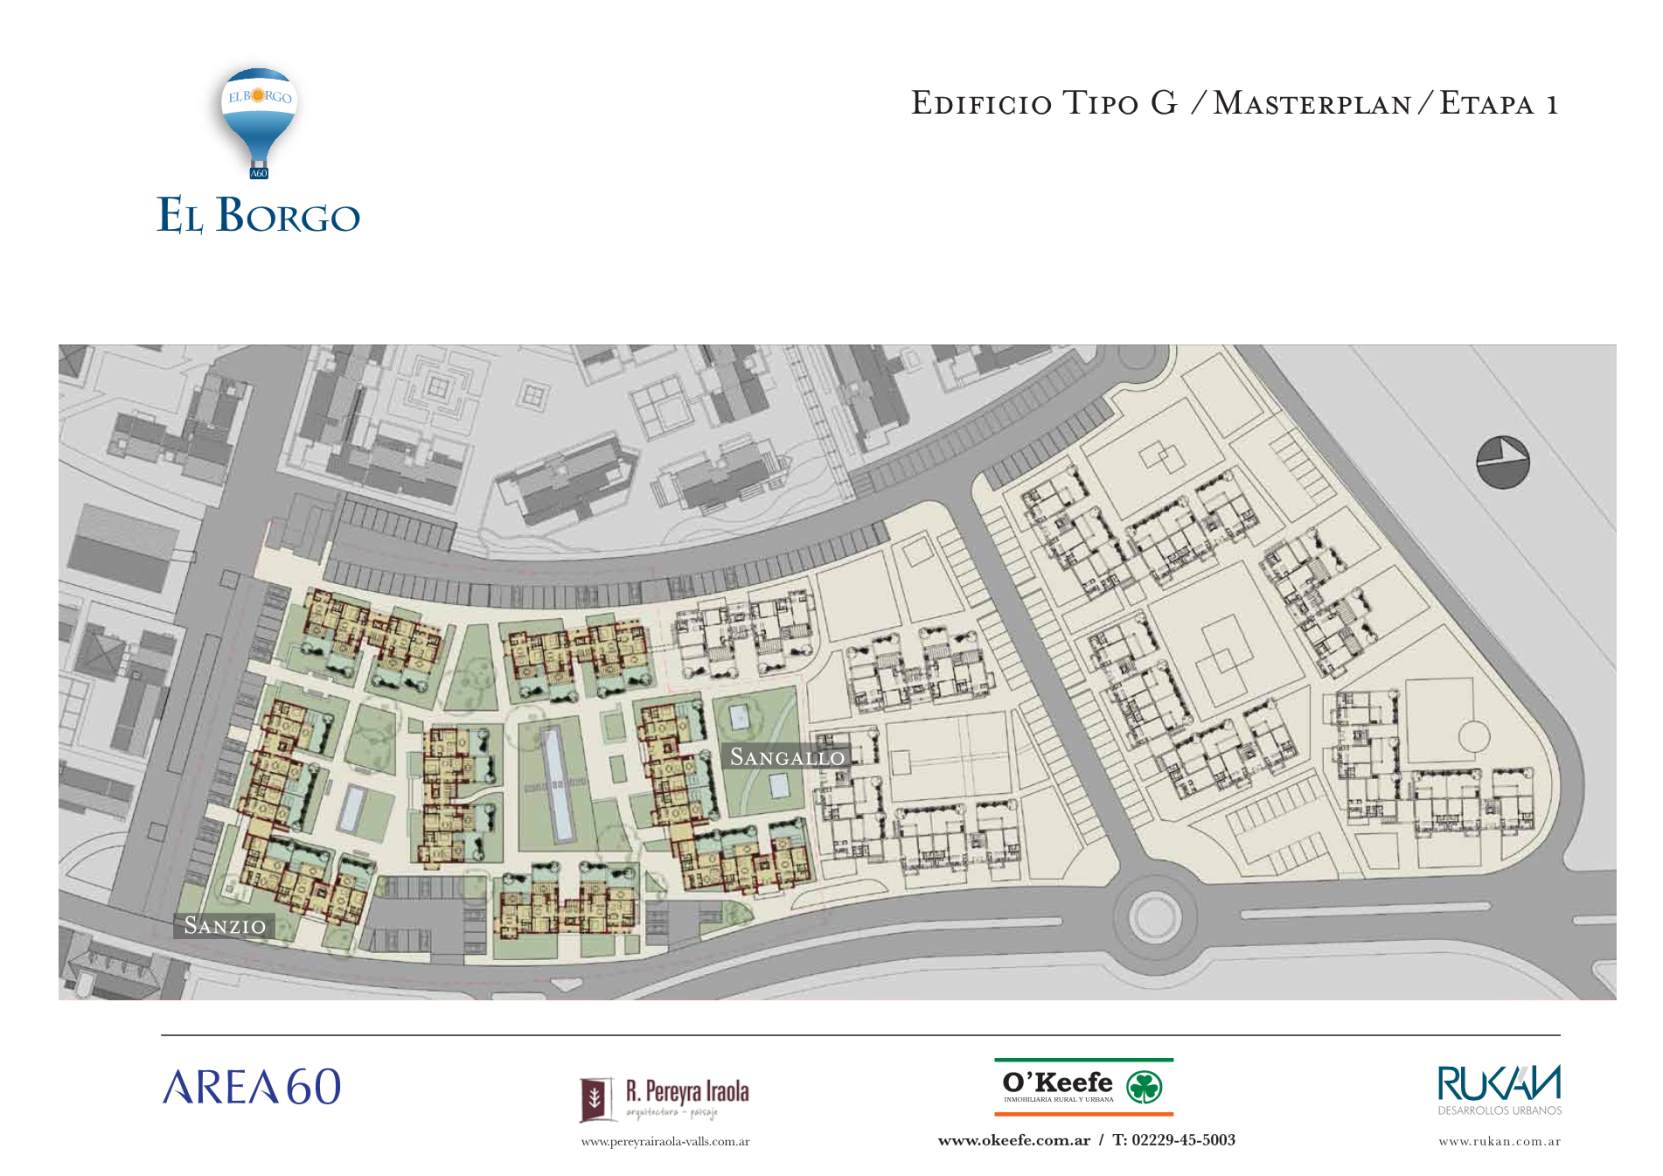 EL BORGO
A60
EL BORGO
EDIFICIO TIPO G / MASTERPLAN / ETAPA 1
SANGALLO
SANZIO
AREA60
R. Pereyra Iraola
arquitectura – paisaje
www.pereyrairaola-valls.com.ar
O'Keefe
INMOBILIARIA RURAL Y URBANA
www.okeefe.com.ar / T: 02229-45-5003
RUKAN
DESARROLLOS URBANOS
www.rukan.com.ar